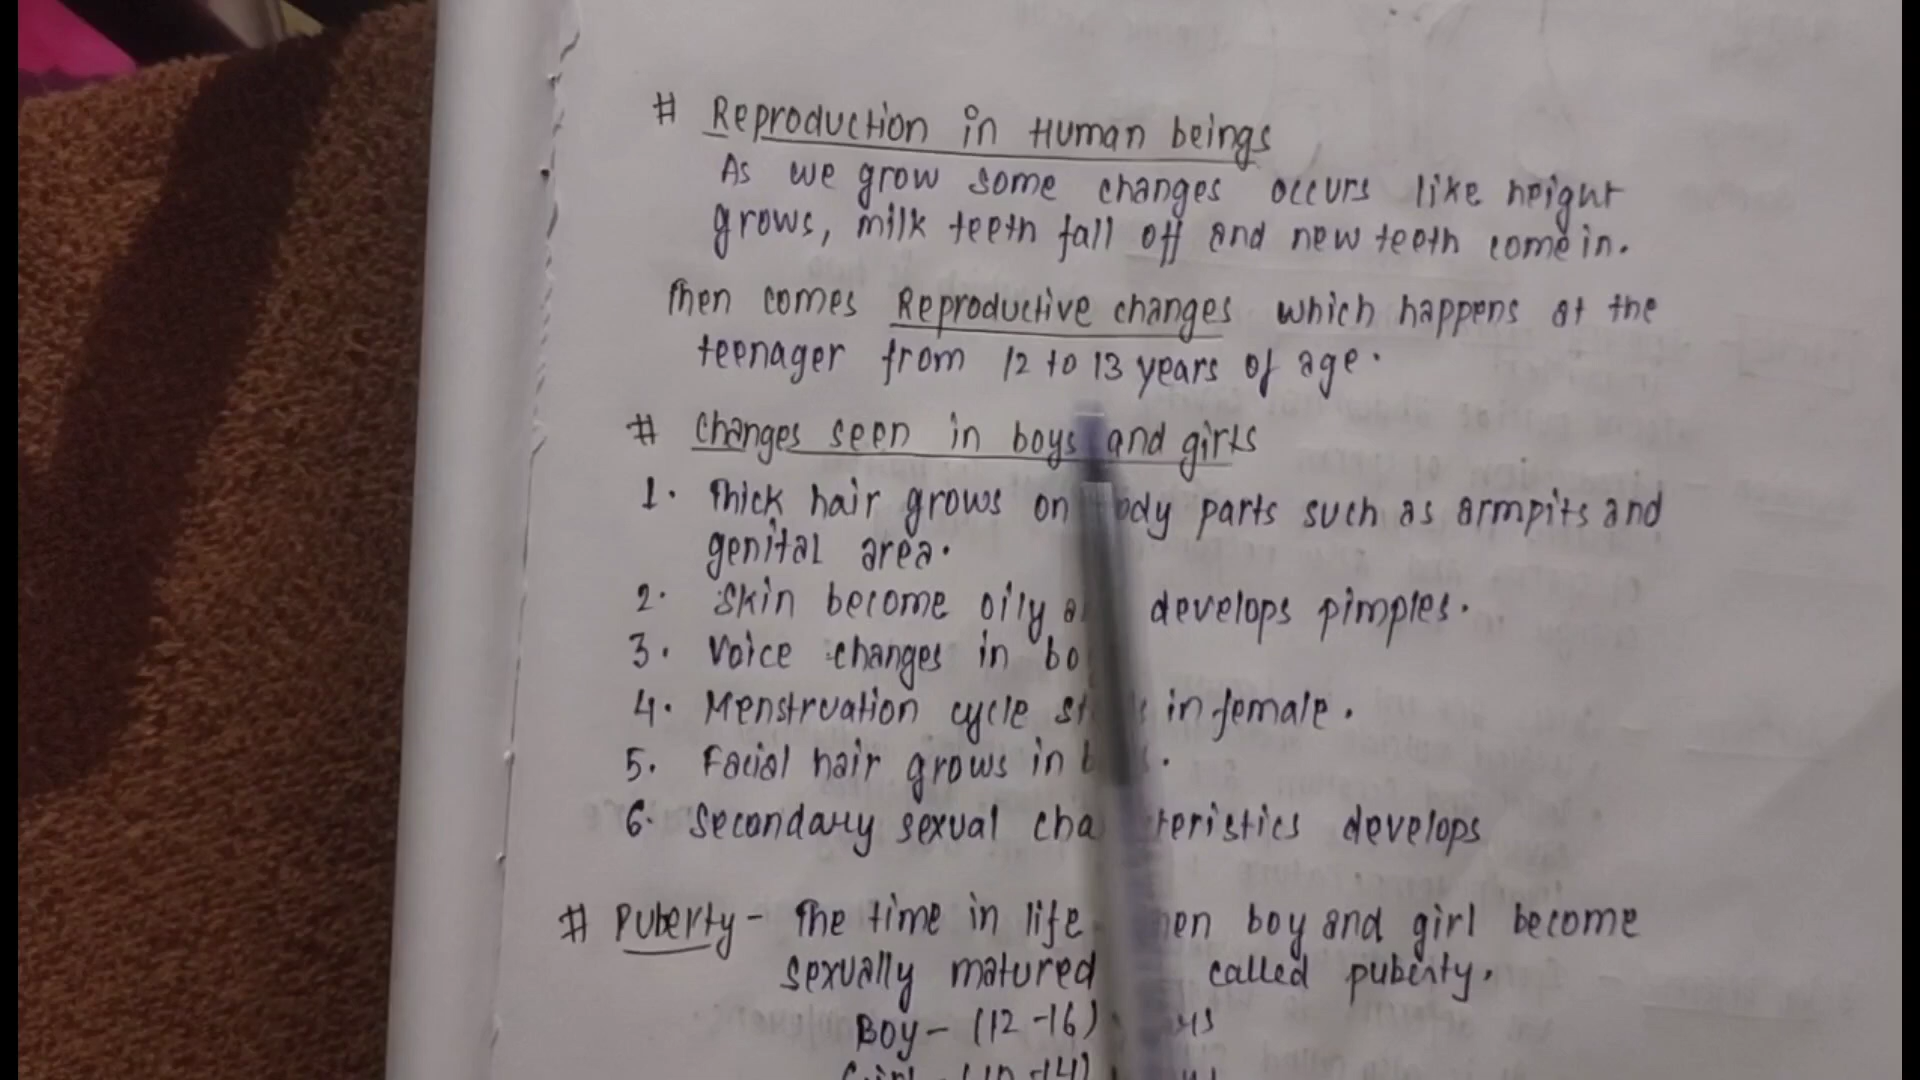 # Reproduction in Human beings
As we grow some changes occurs like height
grows, milk teeth fall off and new teeth come in.
Then comes Reproductive changes which happens at the
teenager from 12 to 13 years of age.
# Changes seen in boys and girls
1. Thick hair grows on body parts such as armpits and
genital area.
2. Skin become oily develops pimples.
3. Voice changes in
4. Menstruation cycle in female.
5. Facial hair grows in
6. Secondary sexual characteristics develops
# Puberty - The time in life boy and girl become
sexually matured called puberty.
Boy - (12-16)